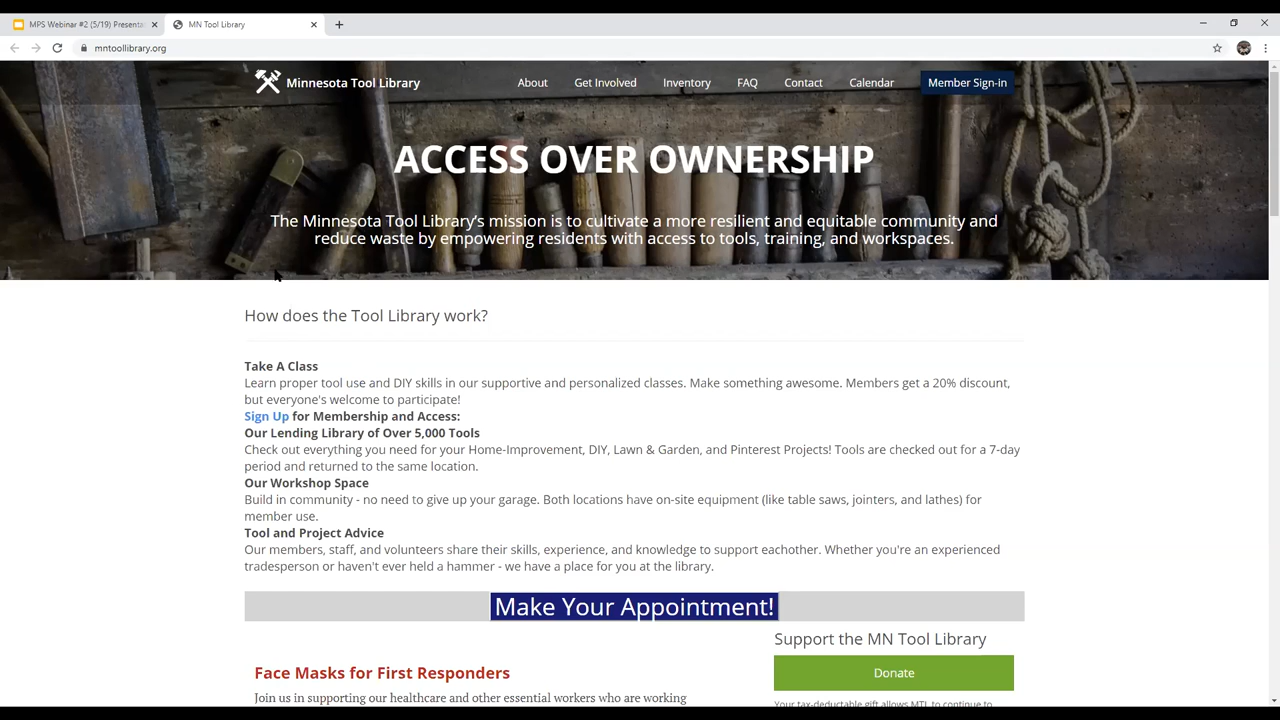 MPS Webinar #2 (5/19) Presenta
MN Tool Library
mntoollibrary.org
Minnesota Tool Library
About
Get Involved
Inventory
FAQ
Contact
Calendar
Member Sign-in
ACCESS OVER OWNERSHIP
The Minnesota Tool Library's mission is to cultivate a more resilient and equitable community and
reduce waste by empowering residents with access to tools, training, and workspaces.
How does the Tool Library work?
Take A Class
Learn proper tool use and DIY skills in our supportive and personalized classes. Make something awesome. Members get a 20% discount,
but everyone's welcome to participate!
Sign Up for Membership and Access:
Our Lending Library of Over 5,000 Tools
Check out everything you need for your Home-Improvement, DIY, Lawn & Garden, and Pinterest Projects! Tools are checked out for a 7-day
period and returned to the same location.
Our Workshop Space
Build in community - no need to give up your garage. Both locations have on-site equipment (like table saws, jointers, and lathes) for
member use.
Tool and Project Advice
Our members, staff, and volunteers share their skills, experience, and knowledge to support eachother. Whether you're an experienced
tradesperson or haven't ever held a hammer - we have a place for you at the library.
Make Your Appointment!
Face Masks for First Responders
Join us in supporting our healthcare and other essential workers who are working
Support the MN Tool Library
Donate
Your tax-deductable gift allows MTL to continue to